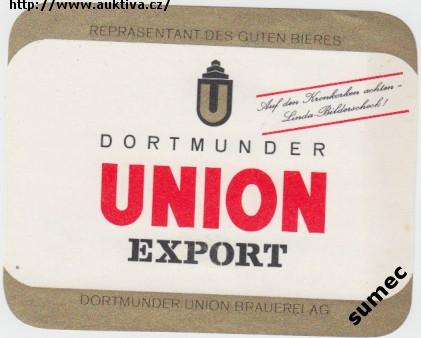 http://www.auktiva.cz/
REPRÄSENTANT DES GUTEN BIERES
U
Auf den Kronkorken achten -
Linda-Bilderscheck!
DORTMUNDER
UNION
EXPORT
DORTMUNDER UNION BRAUEREI AG
sumec